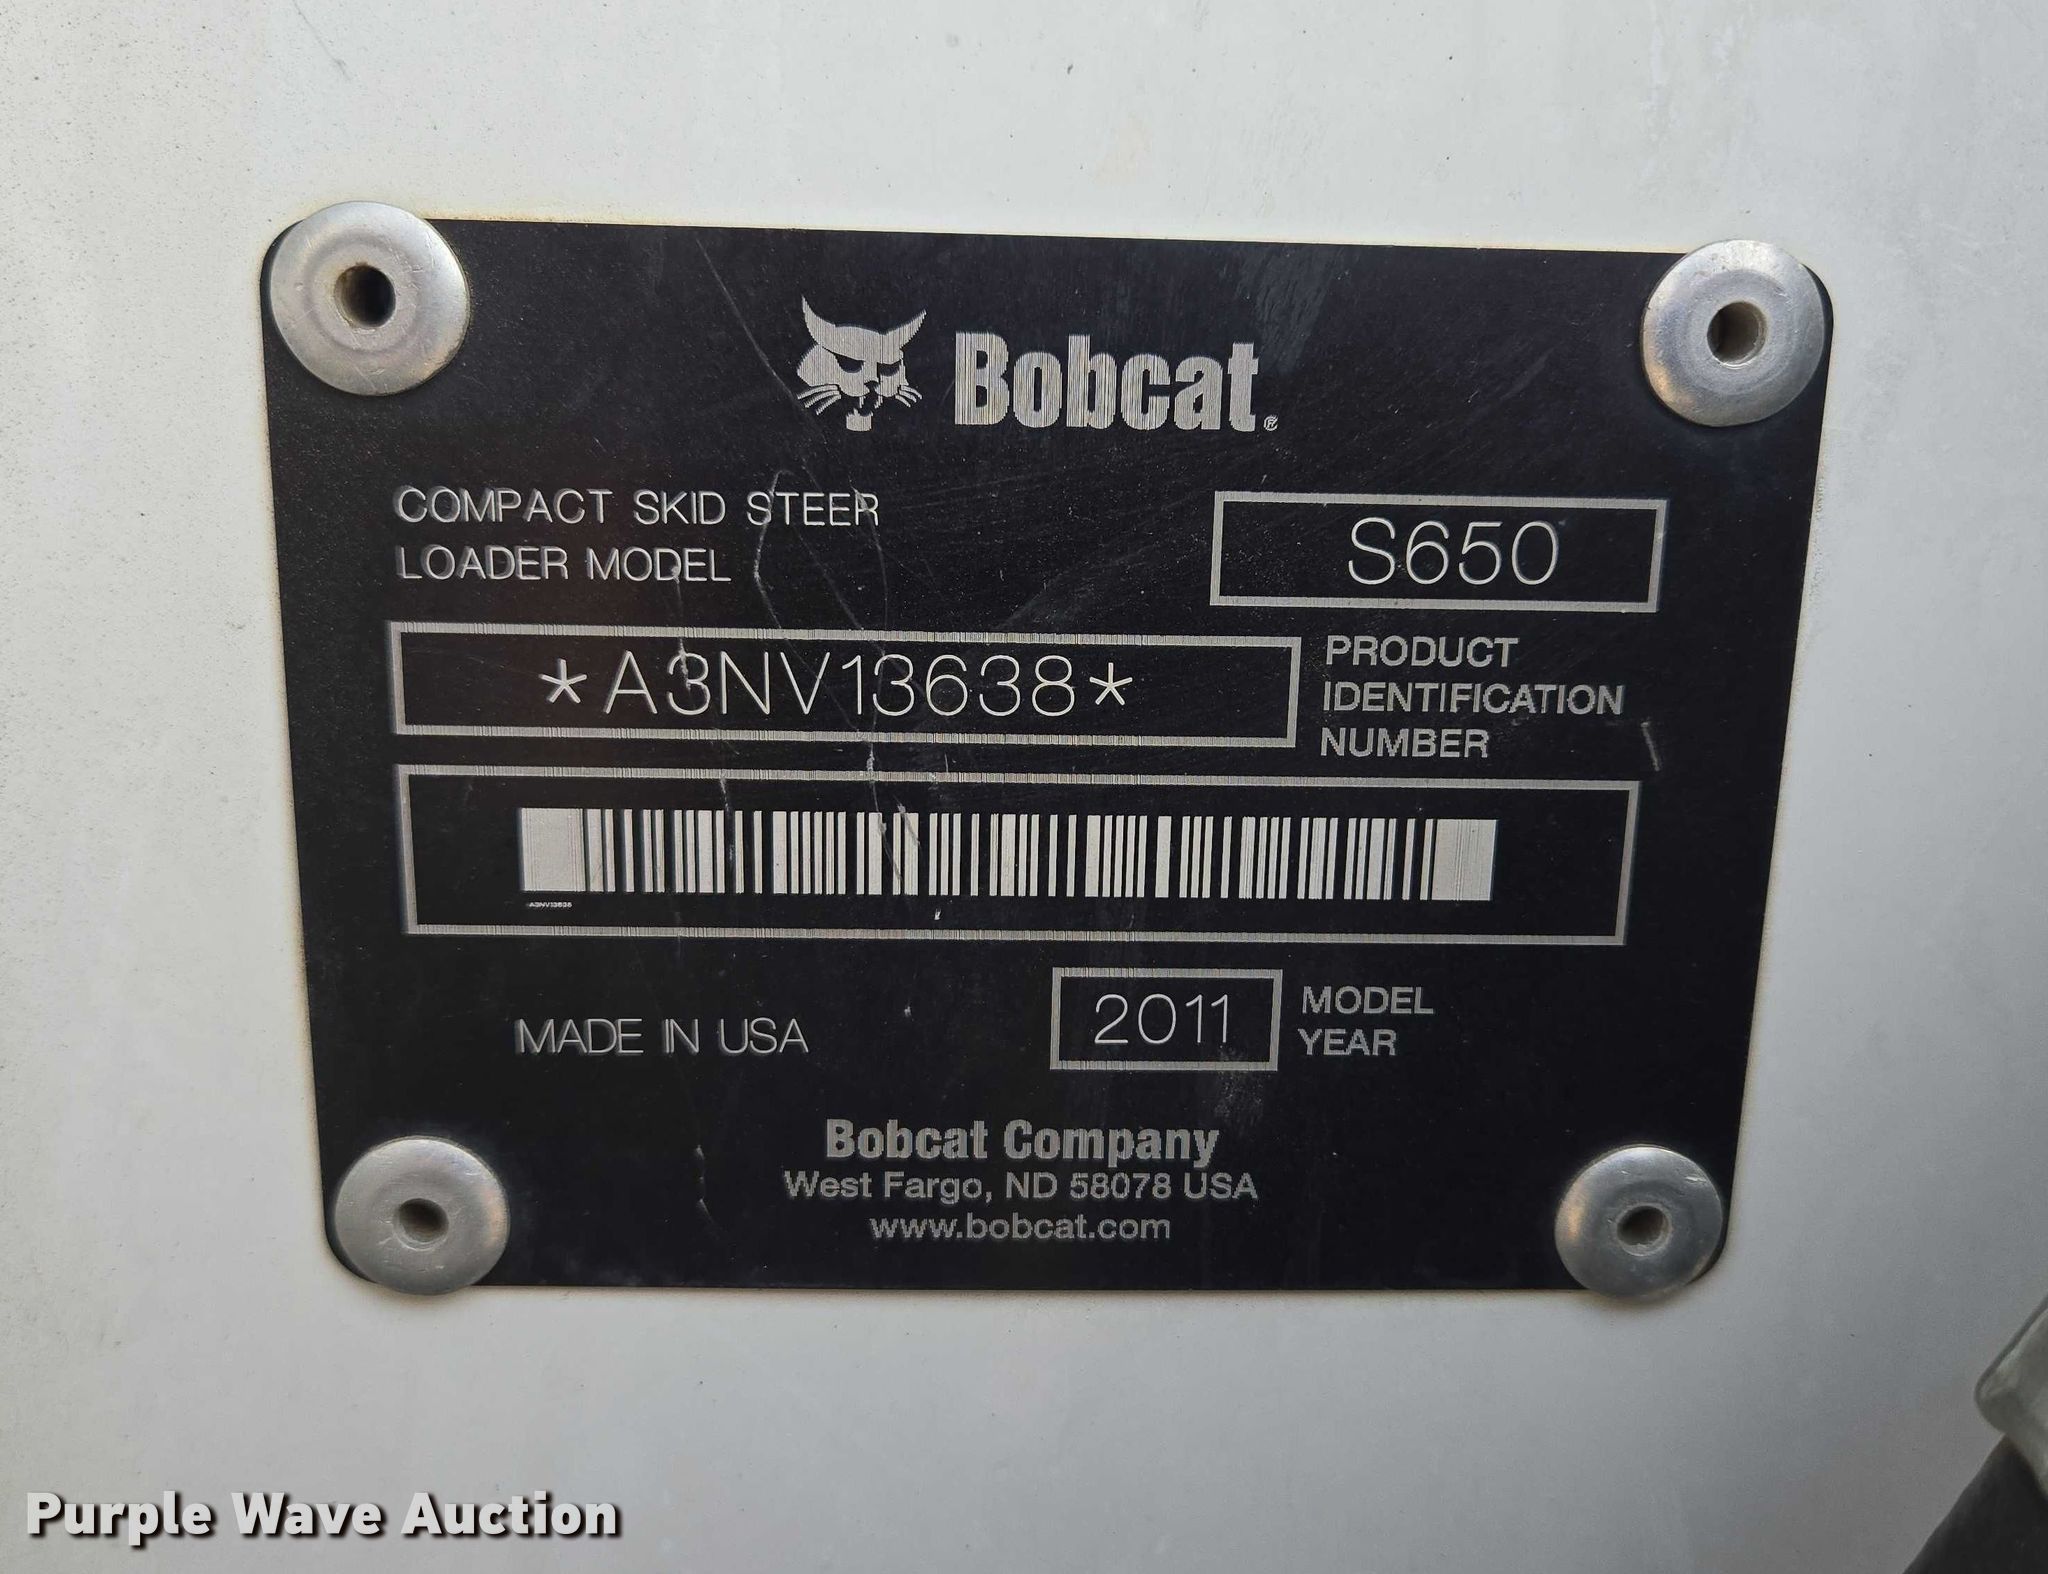 Bobcat®
COMPACT SKID STEER
LOADER MODEL
S650
*A3NV13638*
PRODUCT
IDENTIFICATION
NUMBER
A3NV13638
MADE IN USA
2011
MODEL
YEAR
Bobcat Company
West Fargo, ND 58078 USA
www.bobcat.com
Purple Wave Auction